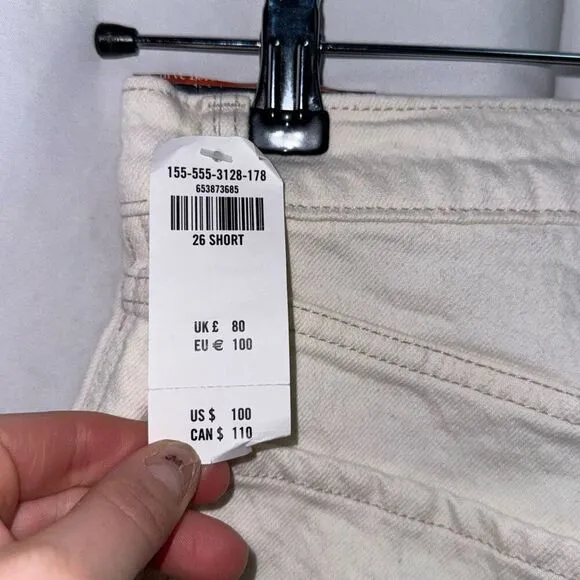 155-555-3128-178
653873685
26 SHORT
UK £ 80
EU € 100
US $ 100
CAN $ 110